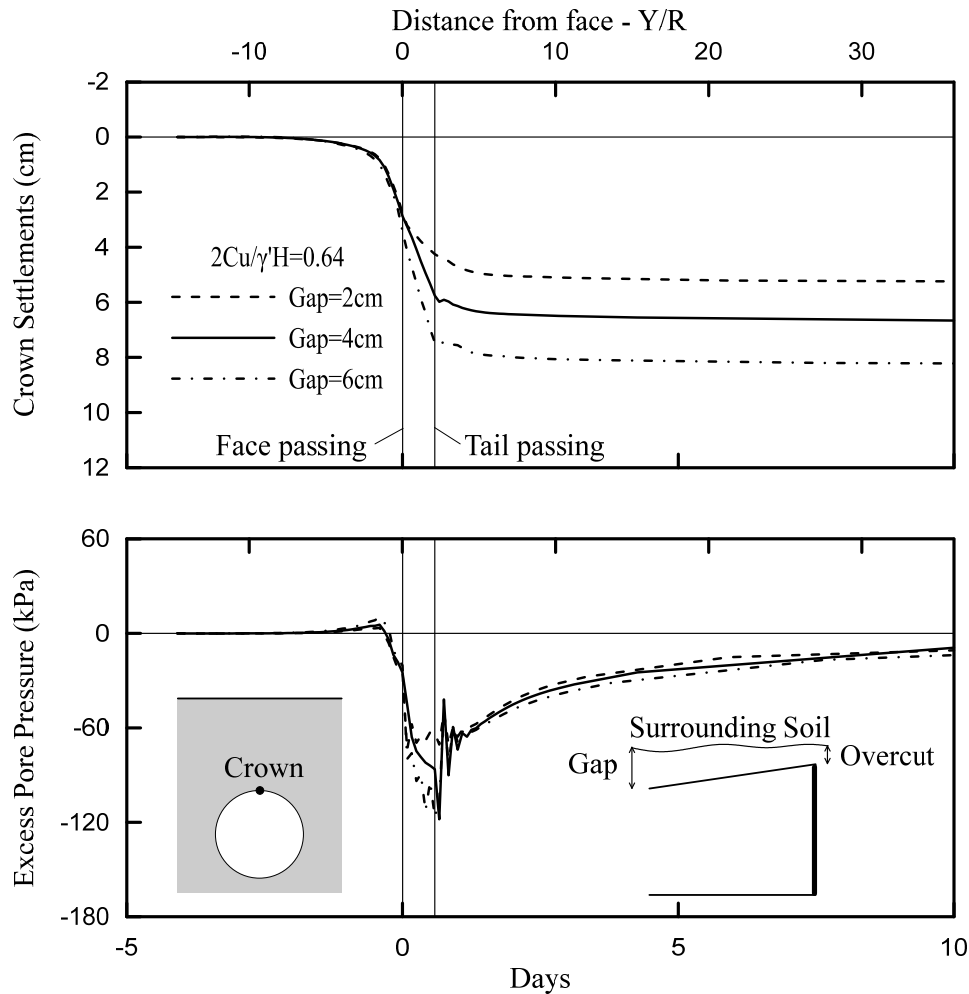 Distance from face - Y/R
-10 0 10 20 30
-2
0
2
4
6
8
10
12
Crown Settlements (cm)
2Cu/γ'H=0.64
Gap=2cm
Gap=4cm
Gap=6cm
Face passing
Tail passing
60
0
-60
-120
-180
Excess Pore Pressure (kPa)
Crown
Surrounding Soil
Gap
Overcut
-5 0 5 10
Days